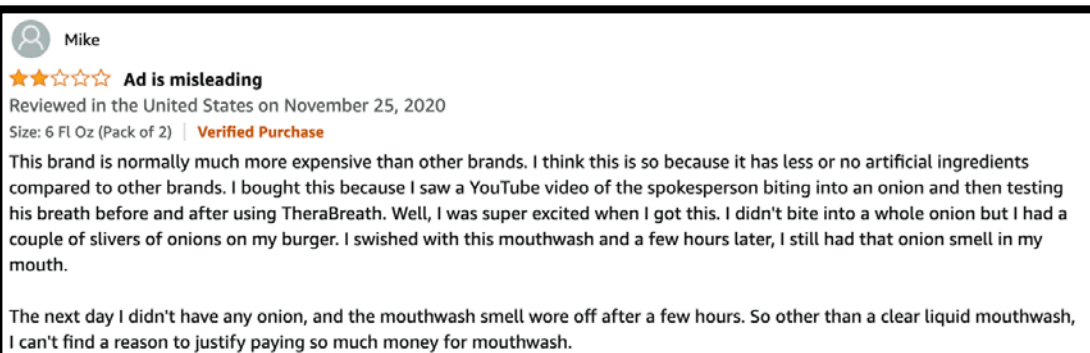 Mike
Ad is misleading
Reviewed in the United States on November 25, 2020
Size: 6 Fl Oz (Pack of 2) | Verified Purchase
This brand is normally much more expensive than other brands. I think this is so because it has less or no artificial ingredients
compared to other brands. I bought this because I saw a YouTube video of the spokesperson biting into an onion and then testing
his breath before and after using TheraBreath. Well, I was super excited when I got this. I didn't bite into a whole onion but I had a
couple of slivers of onions on my burger. I swished with this mouthwash and a few hours later, I still had that onion smell in my
mouth.
The next day I didn't have any onion, and the mouthwash smell wore off after a few hours. So other than a clear liquid mouthwash,
I can't find a reason to justify paying so much money for mouthwash.